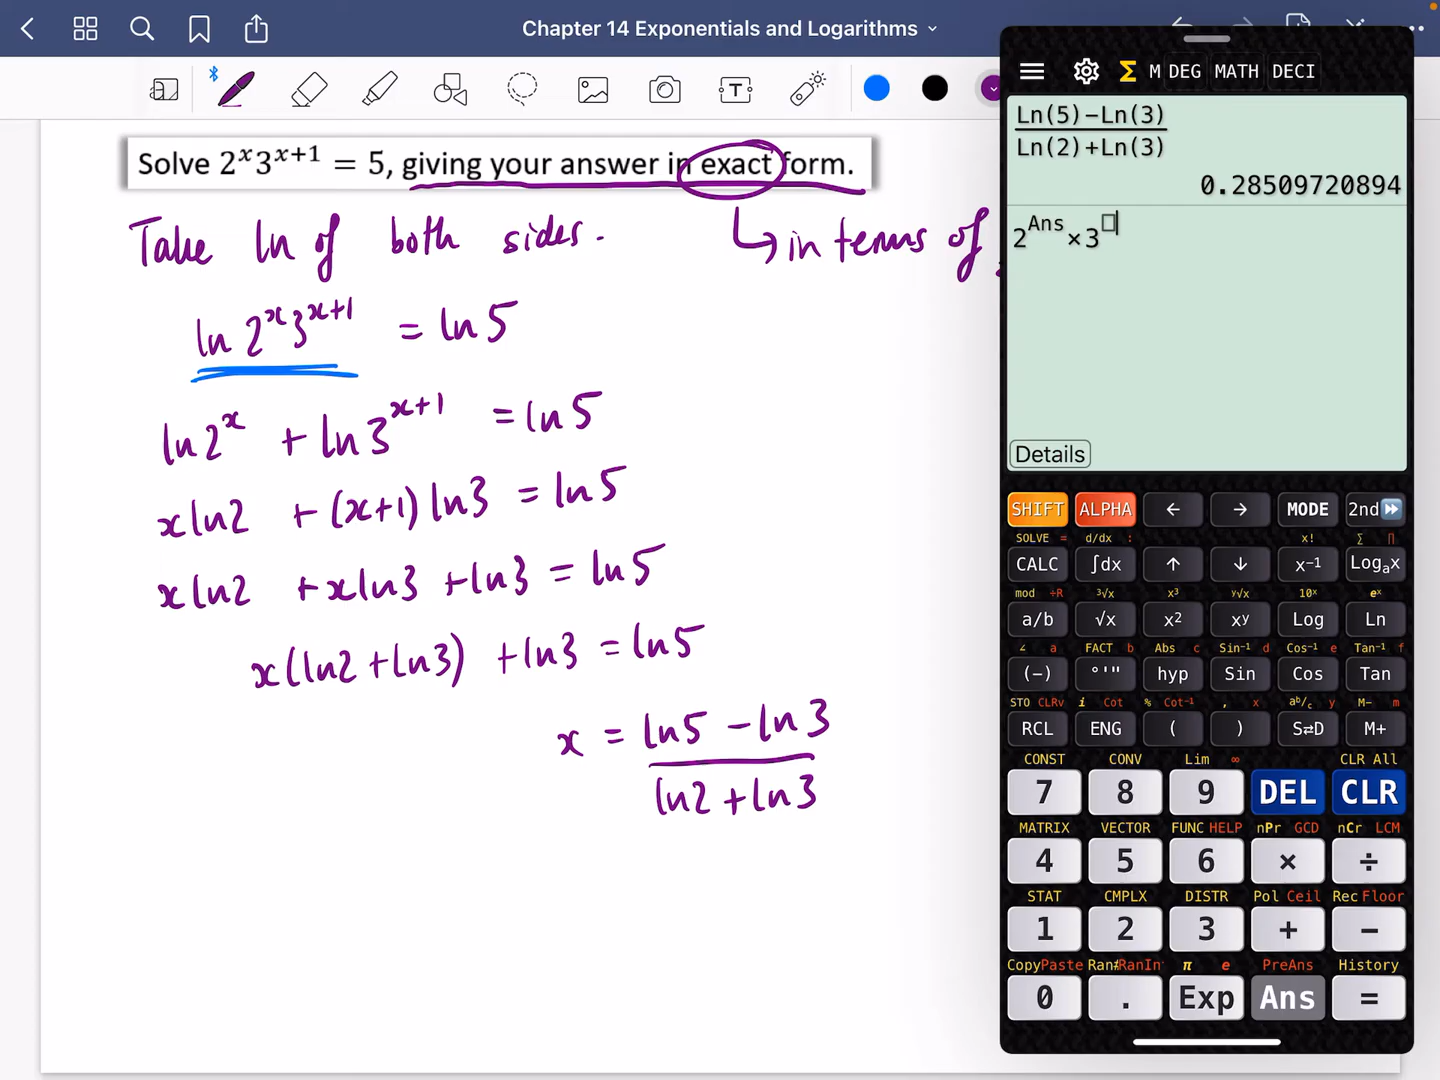 Chapter 14 Exponentials and Logarithms
Solve 2^x3^{x+1} = 5, giving your answer in exact form.
Take ln of both sides.
in terms of
ln 2^x3^{x+1} = ln 5
ln 2^x + ln 3^{x+1} = ln 5
x ln2 + (x+1) ln3 = ln 5
x ln2 + x ln3 + ln3 = ln 5
x(ln2 + ln3) + ln3 = ln 5
x = ln5 - ln3
ln2 + ln3
M DEG MATH DECI
Ln(5)-Ln(3)
Ln(2)+Ln(3)
0.28509720894
2^Ans×3^□
Details
SHIFT ALPHA ← → MODE 2nd
SOLVE = d/dx : x! ∑ ∏
CALC ∫dx ↑ ↓ x⁻¹ Logₐx
mod ÷R ³√x x³ ʸ√x 10ˣ eˣ
a/b √x x² xʸ Log Ln
∠ a FACT b Abs c Sin⁻¹ d Cos⁻¹ e Tan⁻¹ f
(−) °'" hyp Sin Cos Tan
STO CLRv i Cot % Cot⁻¹ , x aᵇ/c y M− m
RCL ENG ( ) S⇄D M+
CONST CONV Lim ∞ CLR All
7 8 9 DEL CLR
MATRIX VECTOR FUNC HELP nPr GCD nCr LCM
4 5 6 × ÷
STAT CMPLX DISTR Pol Ceil Rec Floor
1 2 3 + −
Copy Paste Ran# RanIn π e PreAns History
0 . Exp Ans =